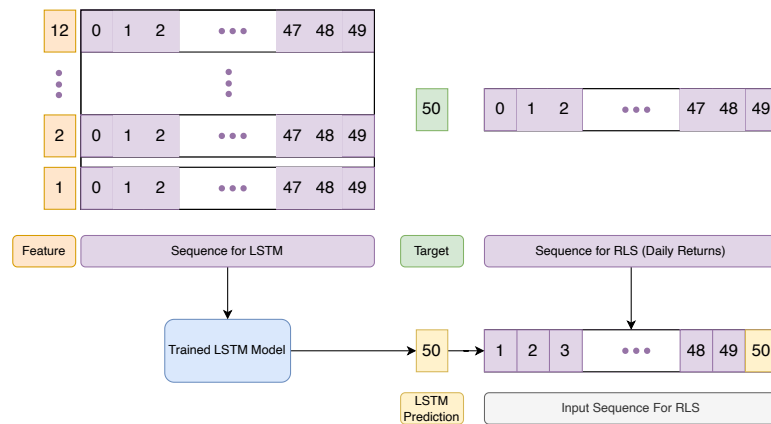 12 0 1 2 ••• 47 48 49
2 0 1 2 ••• 47 48 49
1 0 1 2 ••• 47 48 49
50 0 1 2 ••• 47 48 49
Feature
Sequence for LSTM
Target
Sequence for RLS (Daily Returns)
Trained LSTM Model
50 1 2 3 ••• 48 49 50
LSTM
Prediction
Input Sequence For RLS